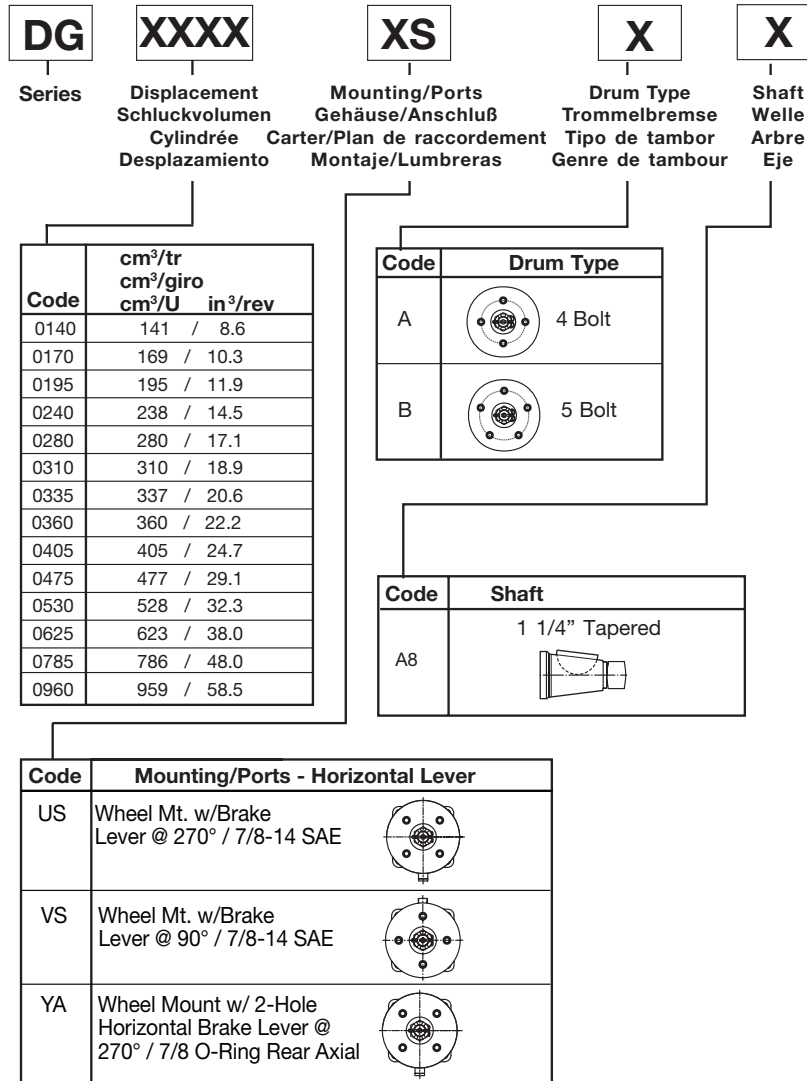 DG XXXX XS X X
Series
Displacement
Schluckvolumen
Cylindrée
Desplazamiento
Mounting/Ports
Gehäuse/Anschluß
Carter/Plan de raccordement
Montaje/Lumbreras
Drum Type
Trommelbremse
Tipo de tambor
Genre de tambour
Shaft
Welle
Arbre
Eje
Code
cm³/tr
cm³/giro
cm³/U in³/rev
0140 141 / 8.6
0170 169 / 10.3
0195 195 / 11.9
0240 238 / 14.5
0280 280 / 17.1
0310 310 / 18.9
0335 337 / 20.6
0360 360 / 22.2
0405 405 / 24.7
0475 477 / 29.1
0530 528 / 32.3
0625 623 / 38.0
0785 786 / 48.0
0960 959 / 58.5
Code Drum Type
A 4 Bolt
B 5 Bolt
Code Shaft
1 1/4” Tapered
A8
Code Mounting/Ports - Horizontal Lever
US Wheel Mt. w/Brake
Lever @ 270° / 7/8-14 SAE
VS Wheel Mt. w/Brake
Lever @ 90° / 7/8-14 SAE
YA Wheel Mount w/ 2-Hole
Horizontal Brake Lever @
270° / 7/8 O-Ring Rear Axial